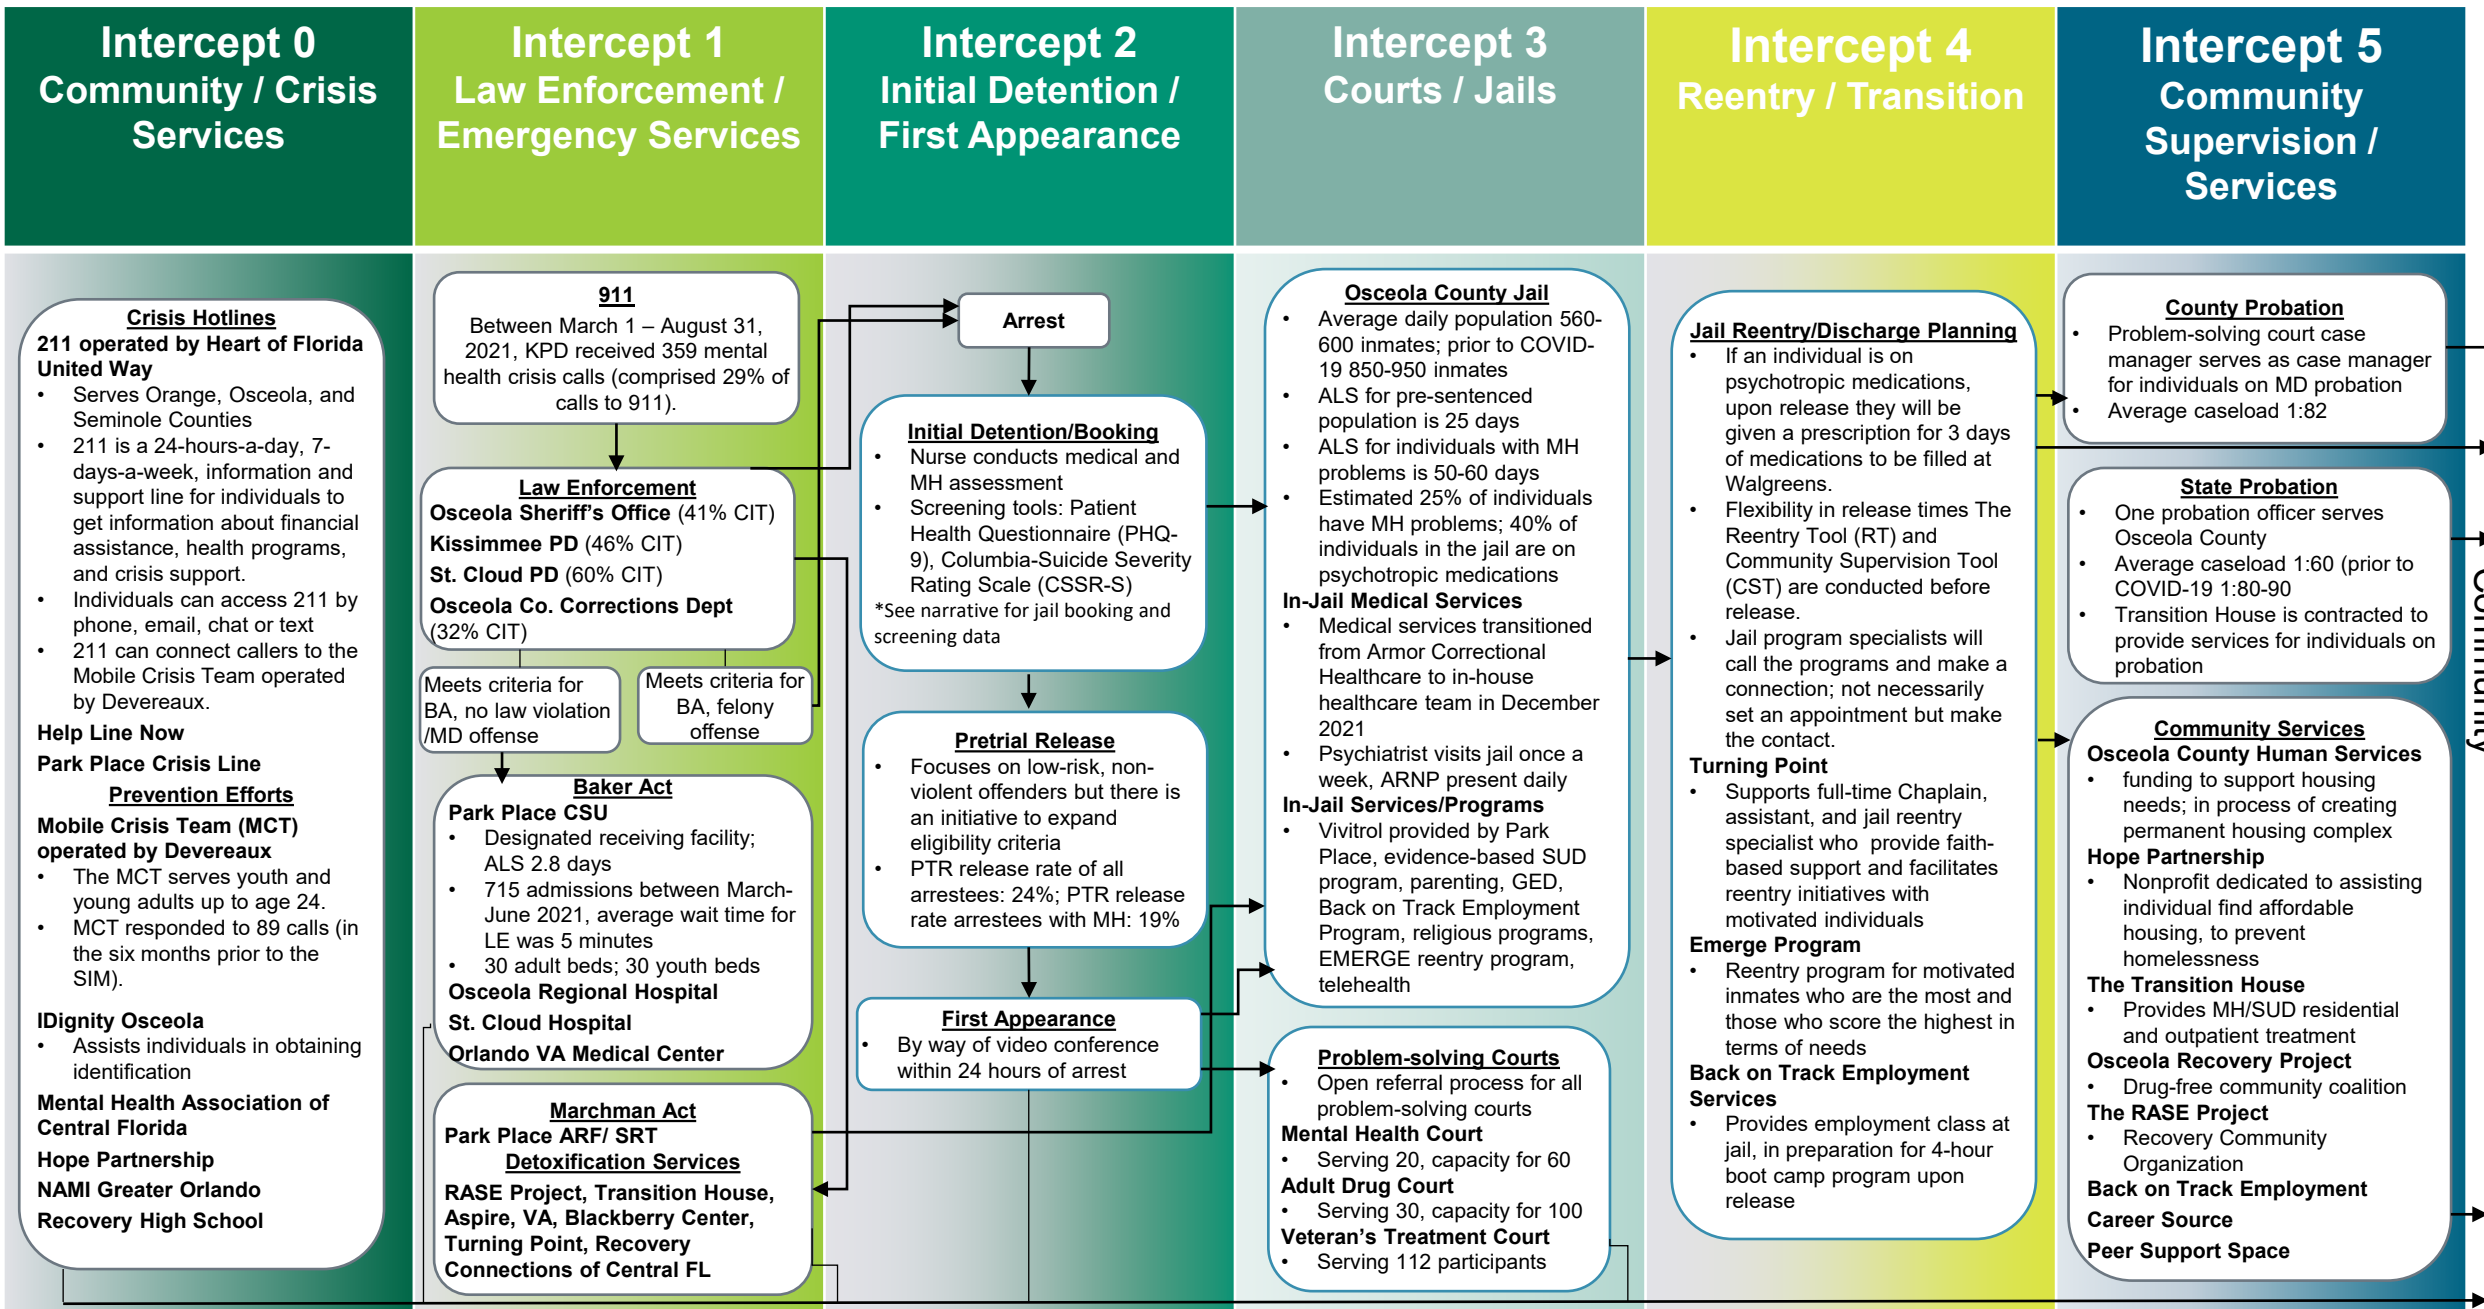 Intercept 0
Community / Crisis
Services
Intercept 1
Law Enforcement /
Emergency Services
Intercept 2
Initial Detention /
First Appearance
Intercept 3
Courts / Jails
Intercept 4
Reentry / Transition
Intercept 5
Community
Supervision /
Services
Crisis Hotlines
211 operated by Heart of Florida
United Way
• Serves Orange, Osceola, and
Seminole Counties
• 211 is a 24-hours-a-day, 7-
days-a-week, information and
support line for individuals to
get information about financial
assistance, health programs,
and crisis support.
• Individuals can access 211 by
phone, email, chat or text
• 211 can connect callers to the
Mobile Crisis Team operated
by Devereaux.
Help Line Now
Park Place Crisis Line
Prevention Efforts
Mobile Crisis Team (MCT)
operated by Devereaux
• The MCT serves youth and
young adults up to age 24.
• MCT responded to 89 calls (in
the six months prior to the
SIM).
IDignity Osceola
• Assists individuals in obtaining
identification
Mental Health Association of
Central Florida
Hope Partnership
NAMI Greater Orlando
Recovery High School
911
Between March 1 – August 31,
2021, KPD received 359 mental
health crisis calls (comprised 29% of
calls to 911).
Law Enforcement
Osceola Sheriff's Office (41% CIT)
Kissimmee PD (46% CIT)
St. Cloud PD (60% CIT)
Osceola Co. Corrections Dept
(32% CIT)
Meets criteria for
BA, no law violation
/MD offense
Meets criteria for
BA, felony
offense
Baker Act
Park Place CSU
• Designated receiving facility;
ALS 2.8 days
• 715 admissions between March-
June 2021, average wait time for
LE was 5 minutes
• 30 adult beds; 30 youth beds
Osceola Regional Hospital
St. Cloud Hospital
Orlando VA Medical Center
Marchman Act
Park Place ARF/ SRT
Detoxification Services
RASE Project, Transition House,
Aspire, VA, Blackberry Center,
Turning Point, Recovery
Connections of Central FL
Arrest
Initial Detention/Booking
• Nurse conducts medical and
MH assessment
• Screening tools: Patient
Health Questionnaire (PHQ-
9), Columbia-Suicide Severity
Rating Scale (CSSR-S)
*See narrative for jail booking and
screening data
Pretrial Release
• Focuses on low-risk, non-
violent offenders but there is
an initiative to expand
eligibility criteria
• PTR release rate of all
arrestees: 24%; PTR release
rate arrestees with MH: 19%
First Appearance
• By way of video conference
within 24 hours of arrest
Osceola County Jail
• Average daily population 560-
600 inmates; prior to COVID-
19 850-950 inmates
• ALS for pre-sentenced
population is 25 days
• ALS for individuals with MH
problems is 50-60 days
• Estimated 25% of individuals
have MH problems; 40% of
individuals in the jail are on
psychotropic medications
In-Jail Medical Services
• Medical services transitioned
from Armor Correctional
Healthcare to in-house
healthcare team in December
2021
• Psychiatrist visits jail once a
week, ARNP present daily
In-Jail Services/Programs
• Vivitrol provided by Park
Place, evidence-based SUD
program, parenting, GED,
Back on Track Employment
Program, religious programs,
EMERGE reentry program,
telehealth
Problem-solving Courts
• Open referral process for all
problem-solving courts
Mental Health Court
• Serving 20, capacity for 60
Adult Drug Court
• Serving 30, capacity for 100
Veteran's Treatment Court
• Serving 112 participants
Jail Reentry/Discharge Planning
• If an individual is on
psychotropic medications,
upon release they will be
given a prescription for 3 days
of medications to be filled at
Walgreens.
• Flexibility in release times The
Reentry Tool (RT) and
Community Supervision Tool
(CST) are conducted before
release.
• Jail program specialists will
call the programs and make a
connection; not necessarily
set an appointment but make
the contact.
Turning Point
• Supports full-time Chaplain,
assistant, and jail reentry
specialist who provide faith-
based support and facilitates
reentry initiatives with
motivated individuals
Emerge Program
• Reentry program for motivated
inmates who are the most and
those who score the highest in
terms of needs
Back on Track Employment
Services
• Provides employment class at
jail, in preparation for 4-hour
boot camp program upon
release
County Probation
• Problem-solving court case
manager serves as case manager
for individuals on MD probation
• Average caseload 1:82
State Probation
• One probation officer serves
Osceola County
• Average caseload 1:60 (prior to
COVID-19 1:80-90
• Transition House is contracted to
provide services for individuals on
probation
Community Services
Osceola County Human Services
• funding to support housing
needs; in process of creating
permanent housing complex
Hope Partnership
• Nonprofit dedicated to assisting
individual find affordable
housing, to prevent
homelessness
The Transition House
• Provides MH/SUD residential
and outpatient treatment
Osceola Recovery Project
• Drug-free community coalition
The RASE Project
• Recovery Community
Organization
Back on Track Employment
Career Source
Peer Support Space
Community